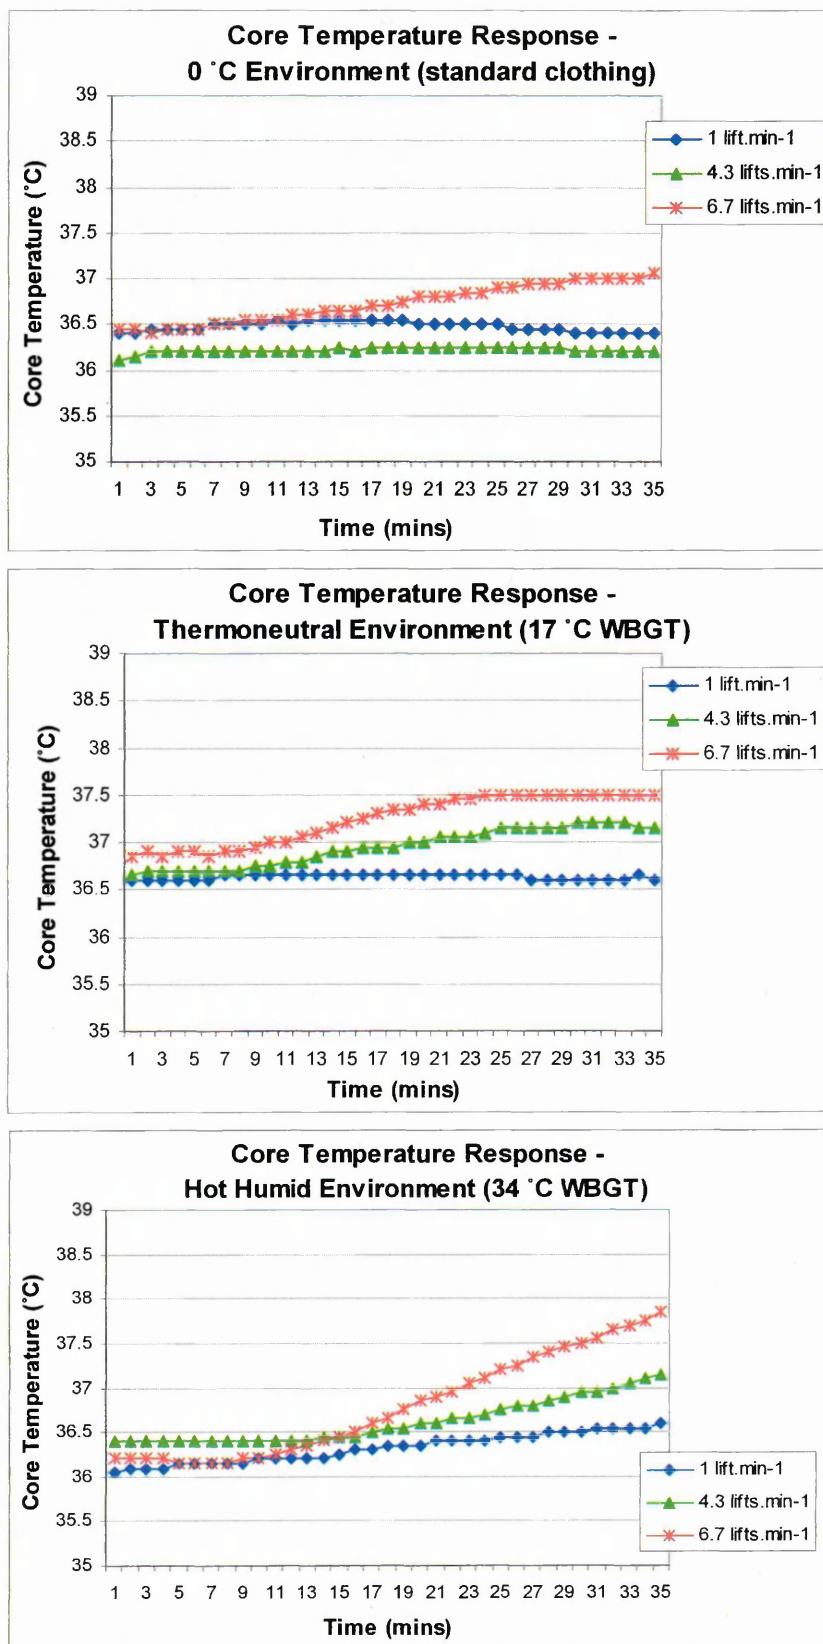 Core Temperature Response -
0 °C Environment (standard clothing)
Core Temperature (°C)
39
38.5
38
37.5
37
36.5
36
35.5
35
1 3 5 7 9 11 13 15 17 19 21 23 25 27 29 31 33 35
Time (mins)
1 lift.min-1
4.3 lifts.min-1
6.7 lifts.min-1
Core Temperature Response -
Thermoneutral Environment (17 °C WBGT)
Core Temperature (°C)
39
38.5
38
37.5
37
36.5
36
35.5
35
1 3 5 7 9 11 13 15 17 19 21 23 25 27 29 31 33 35
Time (mins)
1 lift.min-1
4.3 lifts.min-1
6.7 lifts.min-1
Core Temperature Response -
Hot Humid Environment (34 °C WBGT)
Core Temperature (°C)
39
38.5
38
37.5
37
36.5
36
35.5
35
1 3 5 7 9 11 13 15 17 19 21 23 25 27 29 31 33 35
Time (mins)
1 lift.min-1
4.3 lifts.min-1
6.7 lifts.min-1